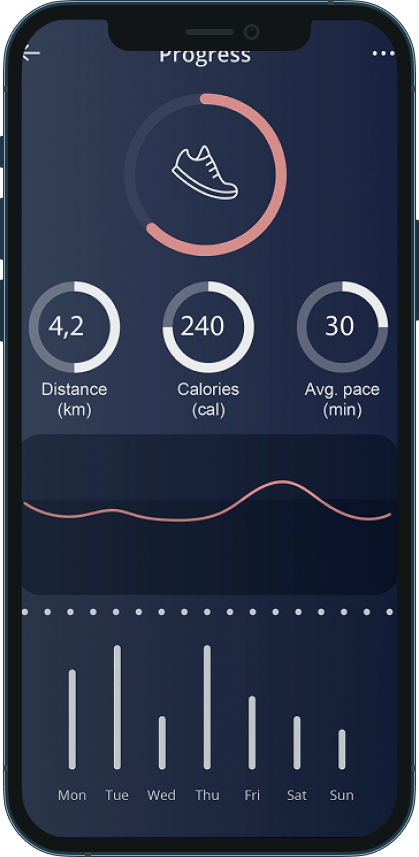 Progress
4,2
240
30
Distance
(km)
Calories
(cal)
Avg. pace
(min)
Mon Tue Wed Thu Fri Sat Sun